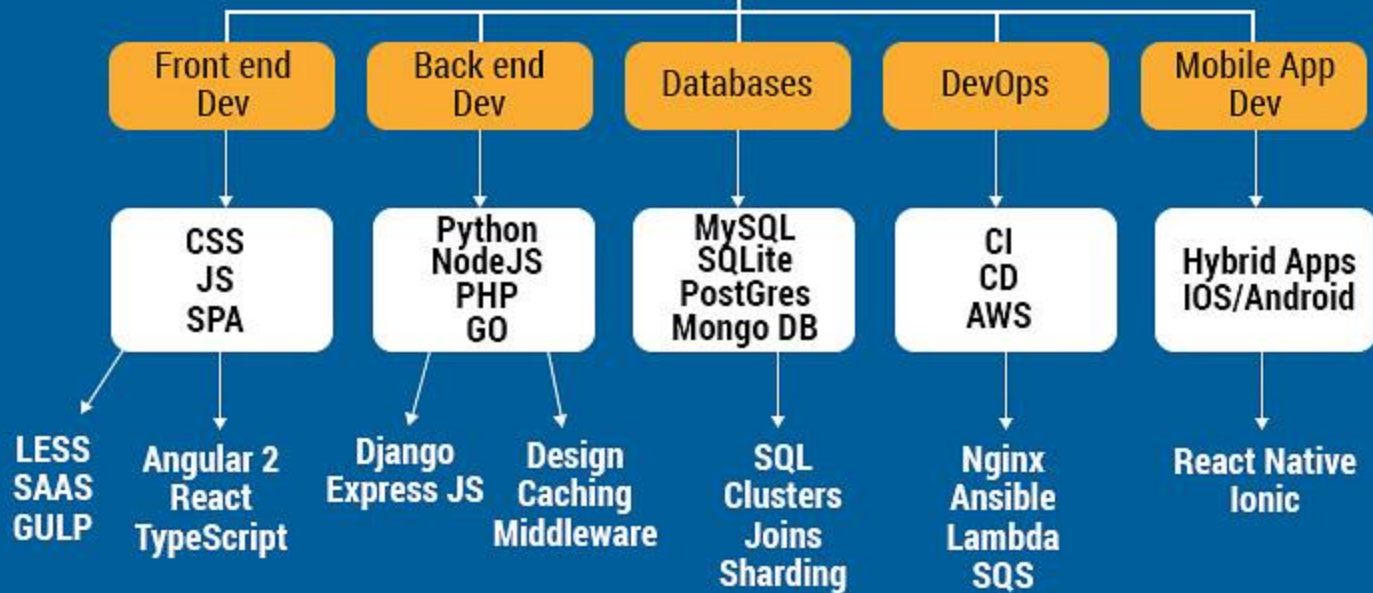 Front end
Dev
Back end
Dev
Databases
DevOps
Mobile App
Dev
CSS
JS
SPA
Python
NodeJS
PHP
GO
MySQL
SQLite
PostGres
Mongo DB
CI
CD
AWS
Hybrid Apps
IOS/Android
LESS
SAAS
GULP
Angular 2
React
TypeScript
Django
Express JS
Design
Caching
Middleware
SQL
Clusters
Joins
Sharding
Nginx
Ansible
Lambda
SQS
React Native
Ionic